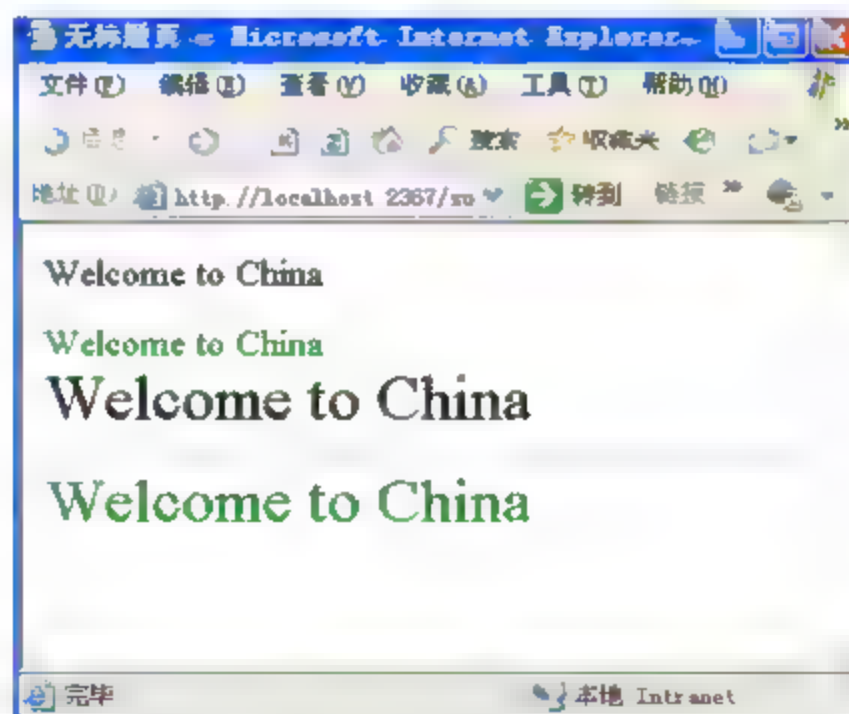 无标题页 - Microsoft Internet Explorer
文件(F) 编辑(E) 查看(V) 收藏(A) 工具(T) 帮助(H)
搜索 收藏夹
地址(D) http://localhost 2367/su 转到 链接 »
Welcome to China
Welcome to China
Welcome to China
Welcome to China
完毕 本地 Intranet